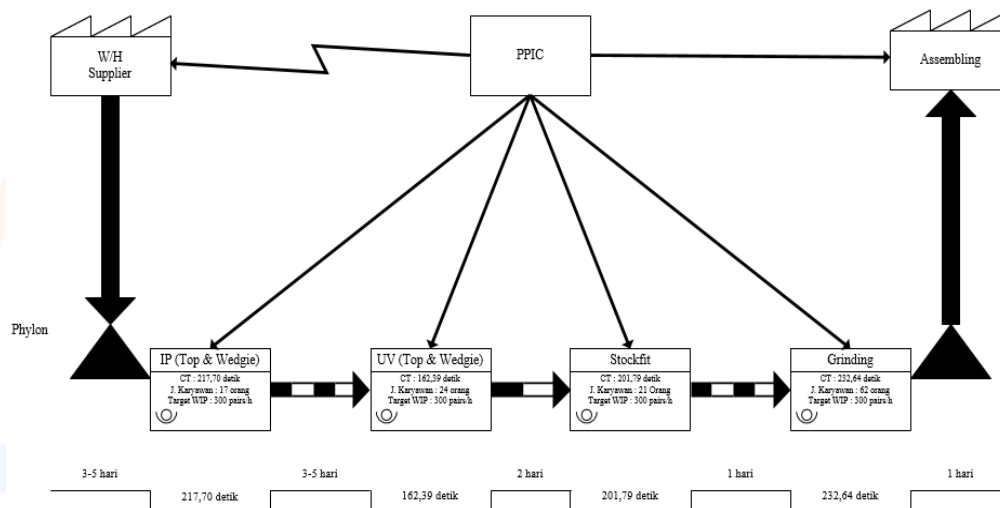 W/H
Supplier
PPIC
Assembling
Phylon
IP (Top & Wedgie)
CT : 217,70 detik
J. Karyawan : 17 orang
Target WIP : 300 pairs/h
UV (Top & Wedgie)
CT : 162,39 detik
J. Karyawan : 24 orang
Target WIP : 300 pairs/h
Stockfit
CT : 201,79 detik
J. Karyawan : 21 Orang
Target WIP : 300 pairs/h
Grinding
CT : 232,64 detik
J. Karyawan : 62 orang
Target WIP : 300 pairs/h
3-5 hari
217,70 detik
3-5 hari
162,39 detik
2 hari
201,79 detik
1 hari
232,64 detik
1 hari